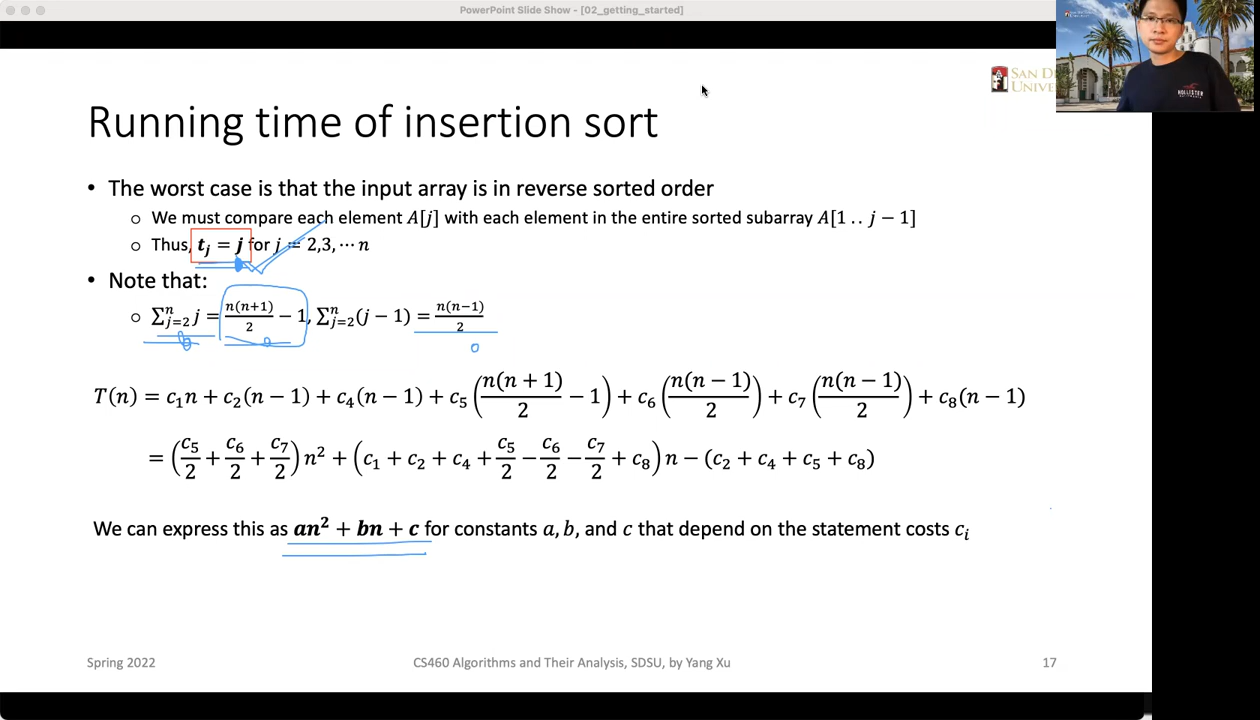 PowerPoint Slide Show - [02_getting_started]
SAN D
UNIVE
HOLLISTER
Running time of insertion sort
• The worst case is that the input array is in reverse sorted order
o We must compare each element A[j] with each element in the entire sorted subarray A[1 .. j − 1]
o Thus, t_j = j for j = 2,3, ⋯ n
• Note that:
o ∑_{j=2}^{n} j = n(n+1)/2 − 1, ∑_{j=2}^{n}(j − 1) = n(n−1)/2
T(n) = c₁n + c₂(n − 1) + c₄(n − 1) + c₅(n(n + 1)/2 − 1) + c₆(n(n − 1)/2) + c₇(n(n − 1)/2) + c₈(n − 1)
= (c₅/2 + c₆/2 + c₇/2)n² + (c₁ + c₂ + c₄ + c₅/2 − c₆/2 − c₇/2 + c₈)n − (c₂ + c₄ + c₅ + c₈)
We can express this as an² + bn + c for constants a, b, and c that depend on the statement costs c_i
Spring 2022
CS460 Algorithms and Their Analysis, SDSU, by Yang Xu
17